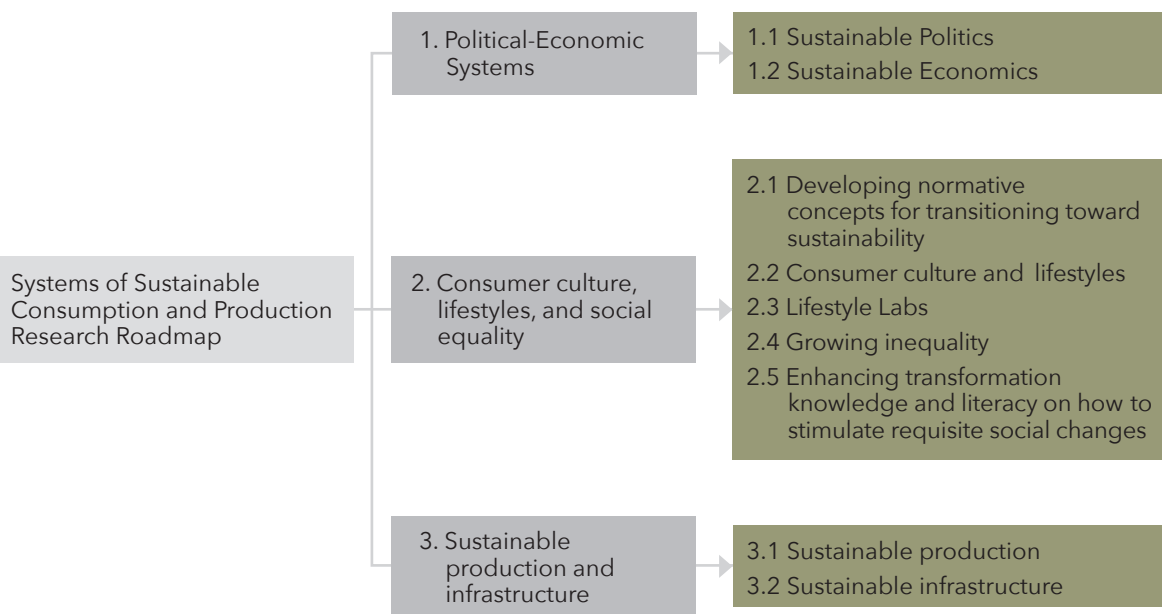 1. Political-Economic
Systems
1.1 Sustainable Politics
1.2 Sustainable Economics
Systems of Sustainable
Consumption and Production
Research Roadmap
2. Consumer culture,
lifestyles, and social
equality
2.1 Developing normative
concepts for transitioning toward
sustainability
2.2 Consumer culture and lifestyles
2.3 Lifestyle Labs
2.4 Growing inequality
2.5 Enhancing transformation
knowledge and literacy on how to
stimulate requisite social changes
3. Sustainable
production and
infrastructure
3.1 Sustainable production
3.2 Sustainable infrastructure